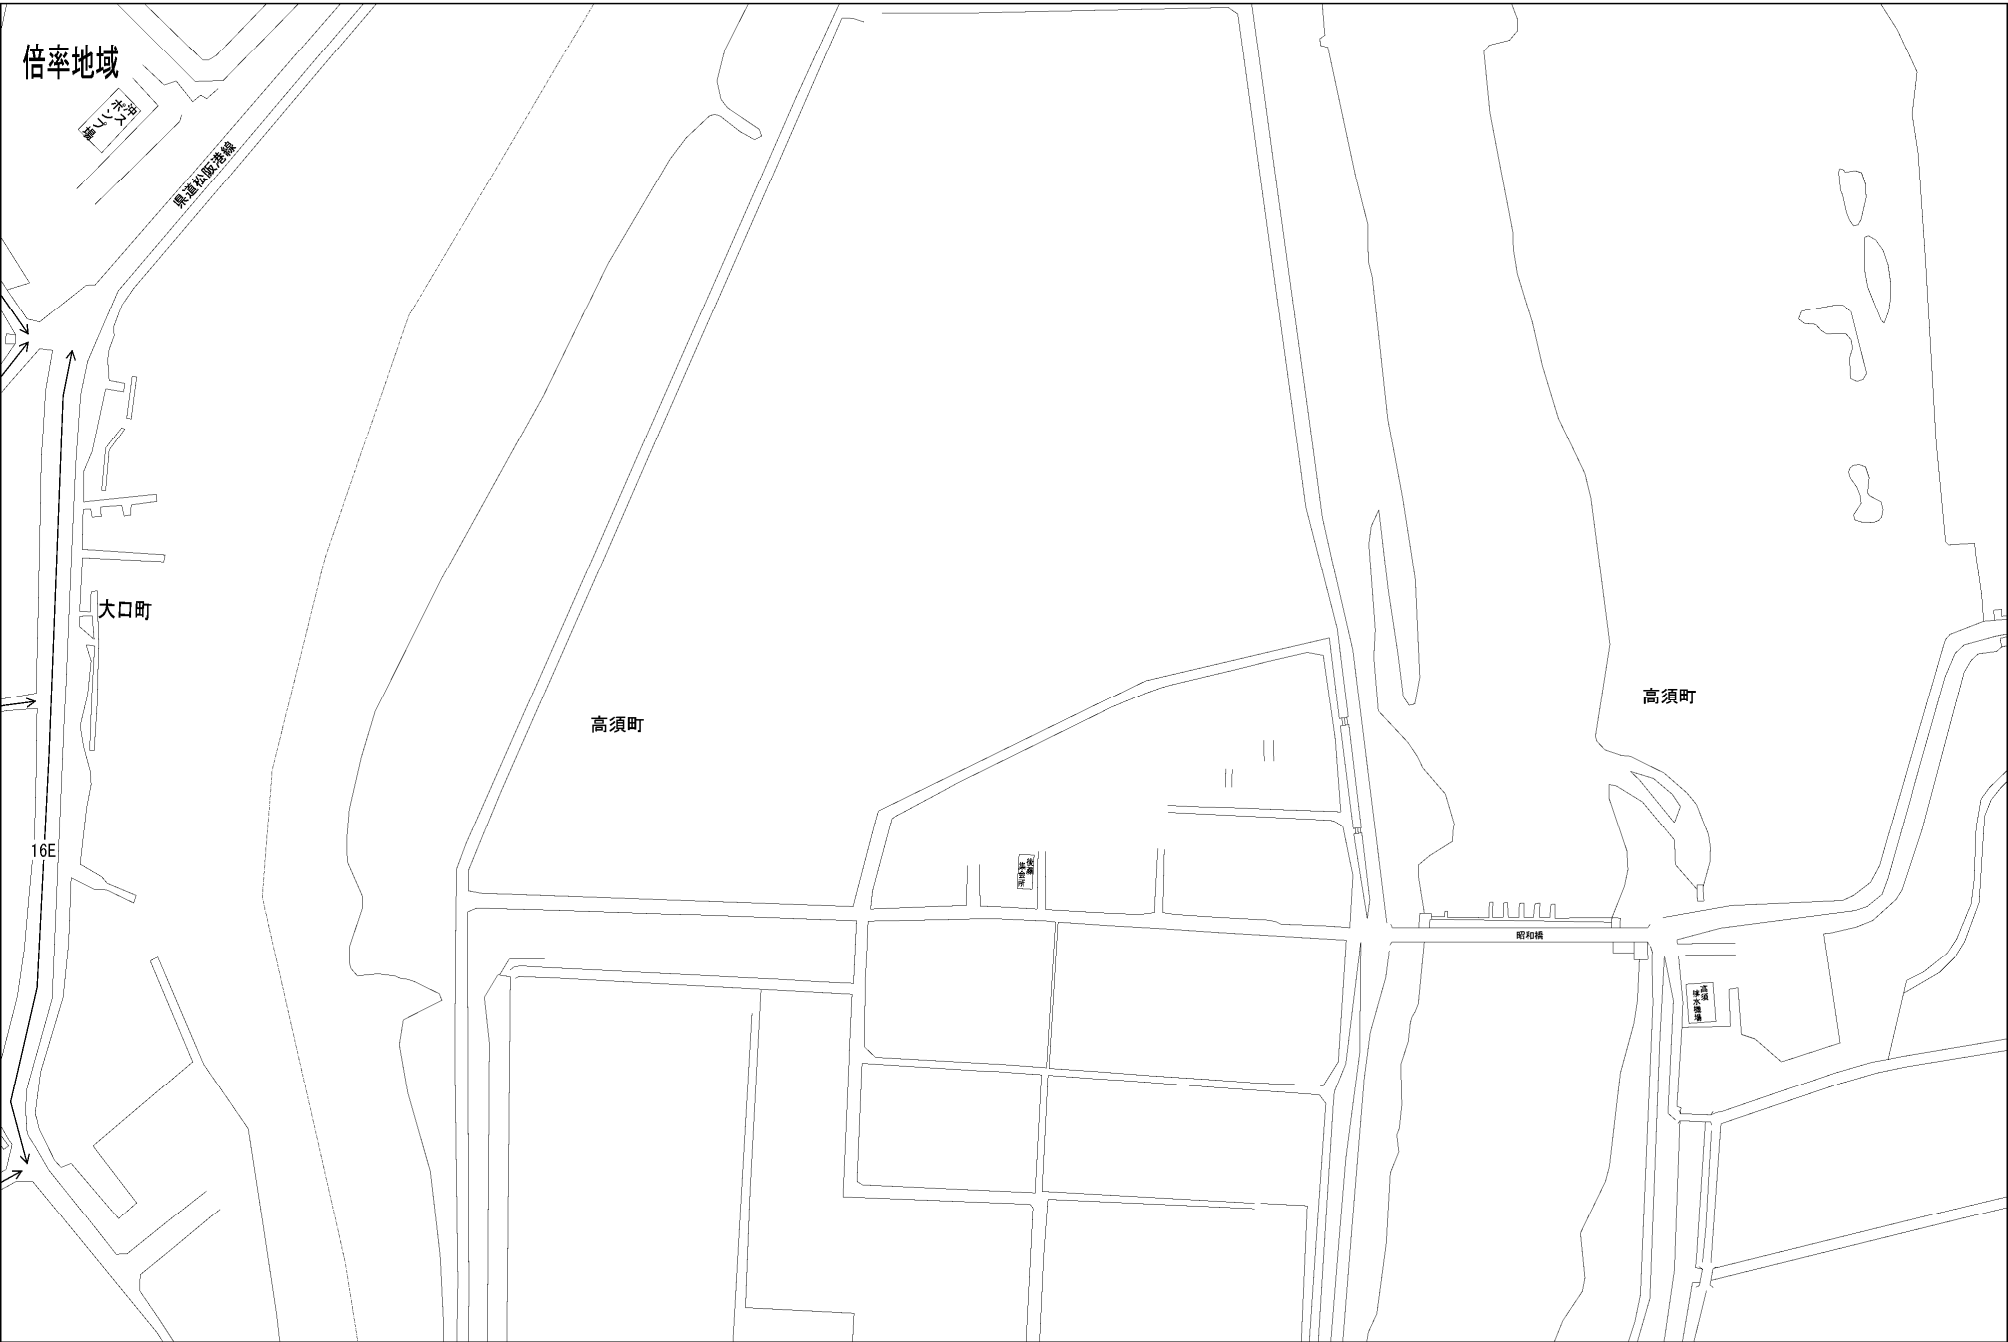 倍率地域
沖ス
ポンプ場
県道松阪港線
大口町
高須町
高須町
16E
後藤
集会所
昭和橋
高須
排水機場